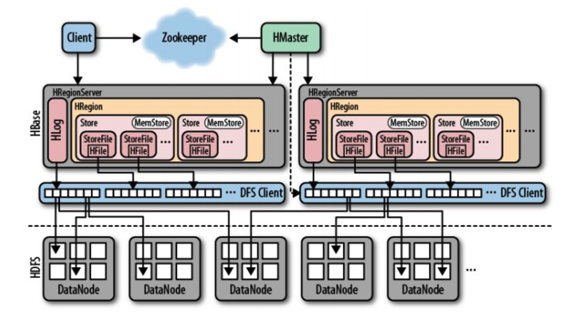 Client
Zookeeper
HMaster
HBase
HRegionServer
HLog
HRegion
Store
MemStore
StoreFile
HFile
StoreFile
HFile
...
Store
MemStore
StoreFile
HFile
...
...
...
HRegionServer
HLog
HRegion
Store
MemStore
StoreFile
HFile
StoreFile
HFile
...
Store
MemStore
StoreFile
HFile
...
...
...
... DFS Client
... DFS Client
HDFS
DataNode
DataNode
DataNode
DataNode
DataNode
...